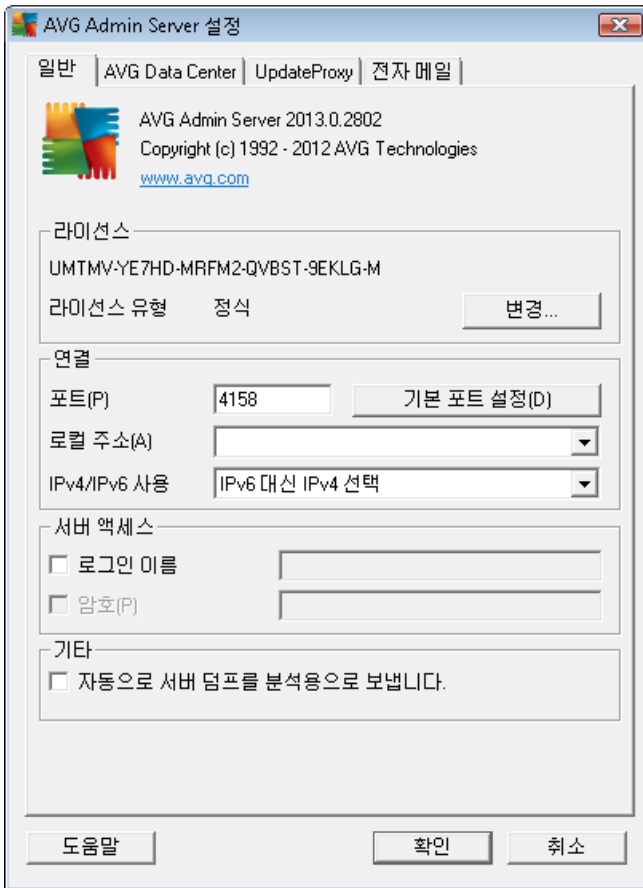 AVG Admin Server 설정
일반 AVG Data Center UpdateProxy 전자 메일
AVG Admin Server 2013.0.2802
Copyright (c) 1992 - 2012 AVG Technologies
www.avg.com
라이선스
UMTMV-YE7HD-MRFM2-QVBST-9EKLG-M
라이선스 유형 정식 변경...
연결
포트(P) 4158 기본 포트 설정(D)
로컬 주소(A)
IPv4/IPv6 사용 IPv6 대신 IPv4 선택
서버 액세스
로그인 이름
암호(P)
기타
자동으로 서버 덤프를 분석용으로 보냅니다.
도움말 확인 취소